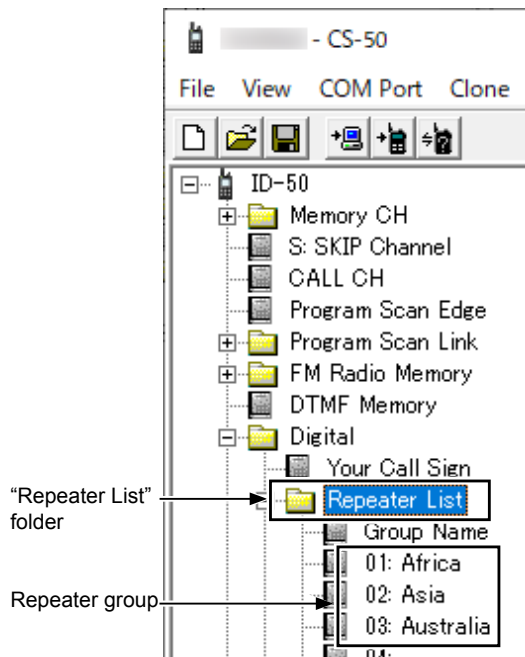 - CS-50
File View COM Port Clone
ID-50
Memory CH
S: SKIP Channel
CALL CH
Program Scan Edge
Program Scan Link
FM Radio Memory
DTMF Memory
Digital
Your Call Sign
“Repeater List”
folder
Repeater List
Group Name
01: Africa
Repeater group
02: Asia
03: Australia
04: